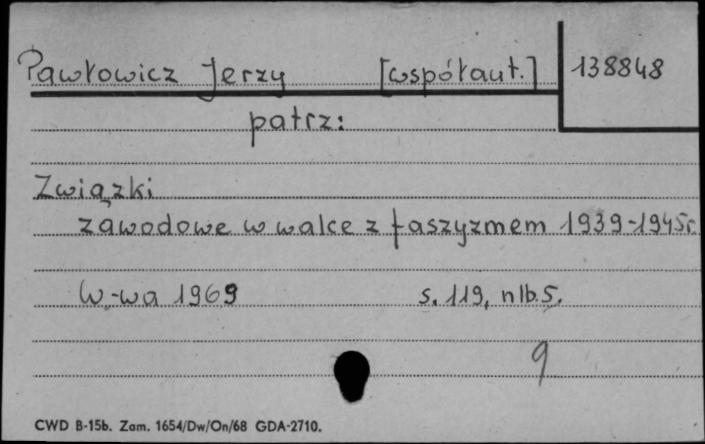 Pawłowicz Jerzy [współaut.] 138848
patrz:
Związki
zawodowe w walce z faszyzmem 1939-1945r.
W-wa 1969 s. 119, nlb. 5.
9
CWD B-15b. Zam. 1654/Dw/On/68 GDA-2710.